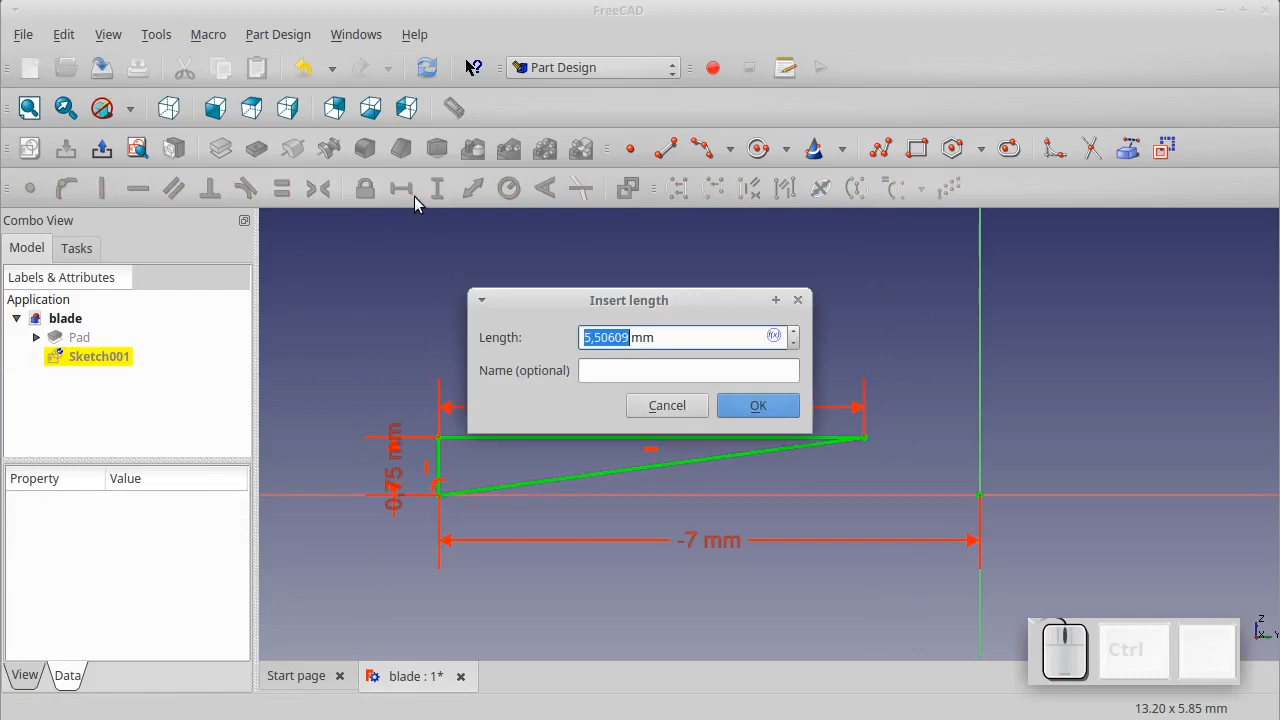 FreeCAD
File Edit View Tools Macro Part Design Windows Help
Part Design
Combo View
Model Tasks
Labels & Attributes
Application
blade
Pad
Sketch001
Property Value
View Data
Insert length
Length: 5,50609 mm
Name (optional)
Cancel OK
-0,75 mm
-7 mm
Start page blade : 1*
Ctrl
Z
X Y
13.20 x 5.85 mm